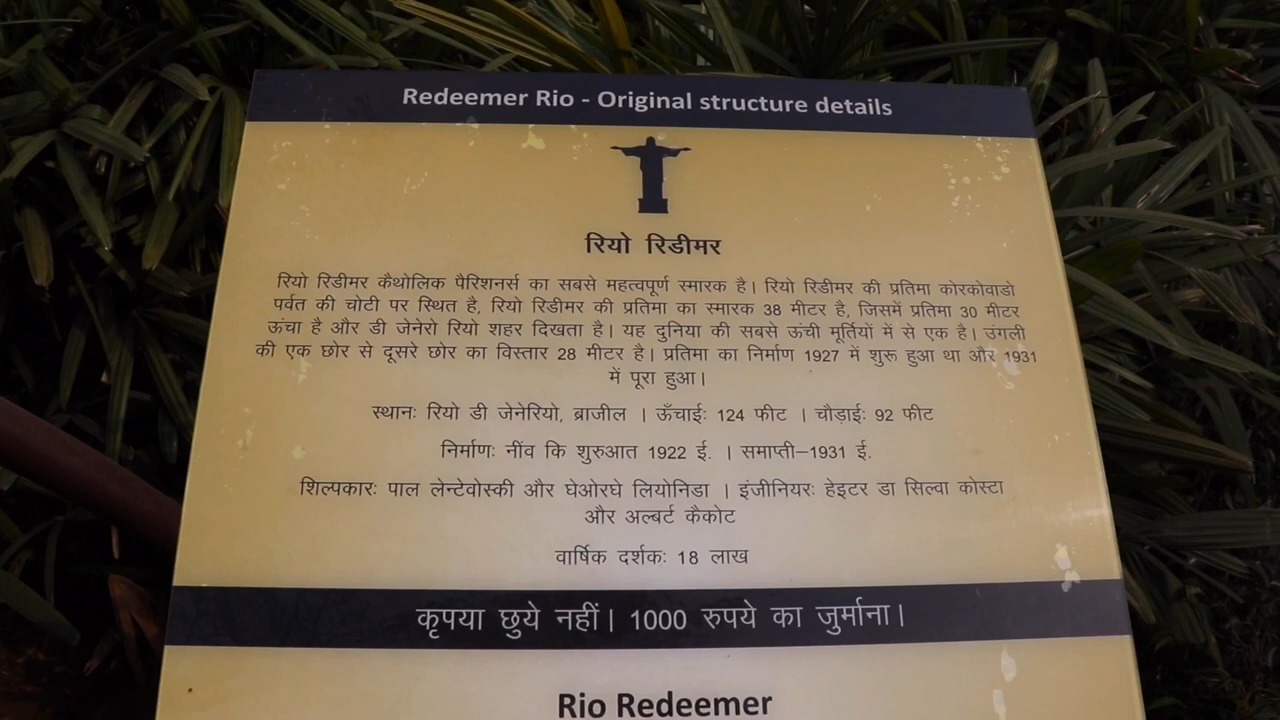 Redeemer Rio - Original structure details
रियो रिडीमर
रियो रिडीमर कैथोलिक पैरिशनर्स का सबसे महत्वपूर्ण स्मारक है। रियो रिडीमर की प्रतिमा कोरकोवाडो
पर्वत की चोटी पर स्थित है, रियो रिडीमर की प्रतिमा का स्मारक 38 मीटर है, जिसमें प्रतिमा 30 मीटर
ऊंचा है और डी जेनेरो रियो शहर दिखता है। यह दुनिया की सबसे ऊंची मूर्तियों में से एक है। उंगली
की एक छोर से दूसरे छोर का विस्तार 28 मीटर है। प्रतिमा का निर्माण 1927 में शुरू हुआ था और 1931
में पूरा हुआ।
स्थानः रियो डी जेनेरियो, ब्राजील । ऊँचाईः 124 फीट । चौड़ाईः 92 फीट
निर्माणः नींव कि शुरुआत 1922 ई. । समाप्ती–1931 ई.
शिल्पकारः पाल लेन्टेवोस्की और घेओरघे लियोनिडा । इंजीनियरः हेइटर डा सिल्वा कोस्टा
और अल्बर्ट कैकोट
वार्षिक दर्शकः 18 लाख
कृपया छुये नहीं। 1000 रुपये का जुर्माना।
Rio Redeemer